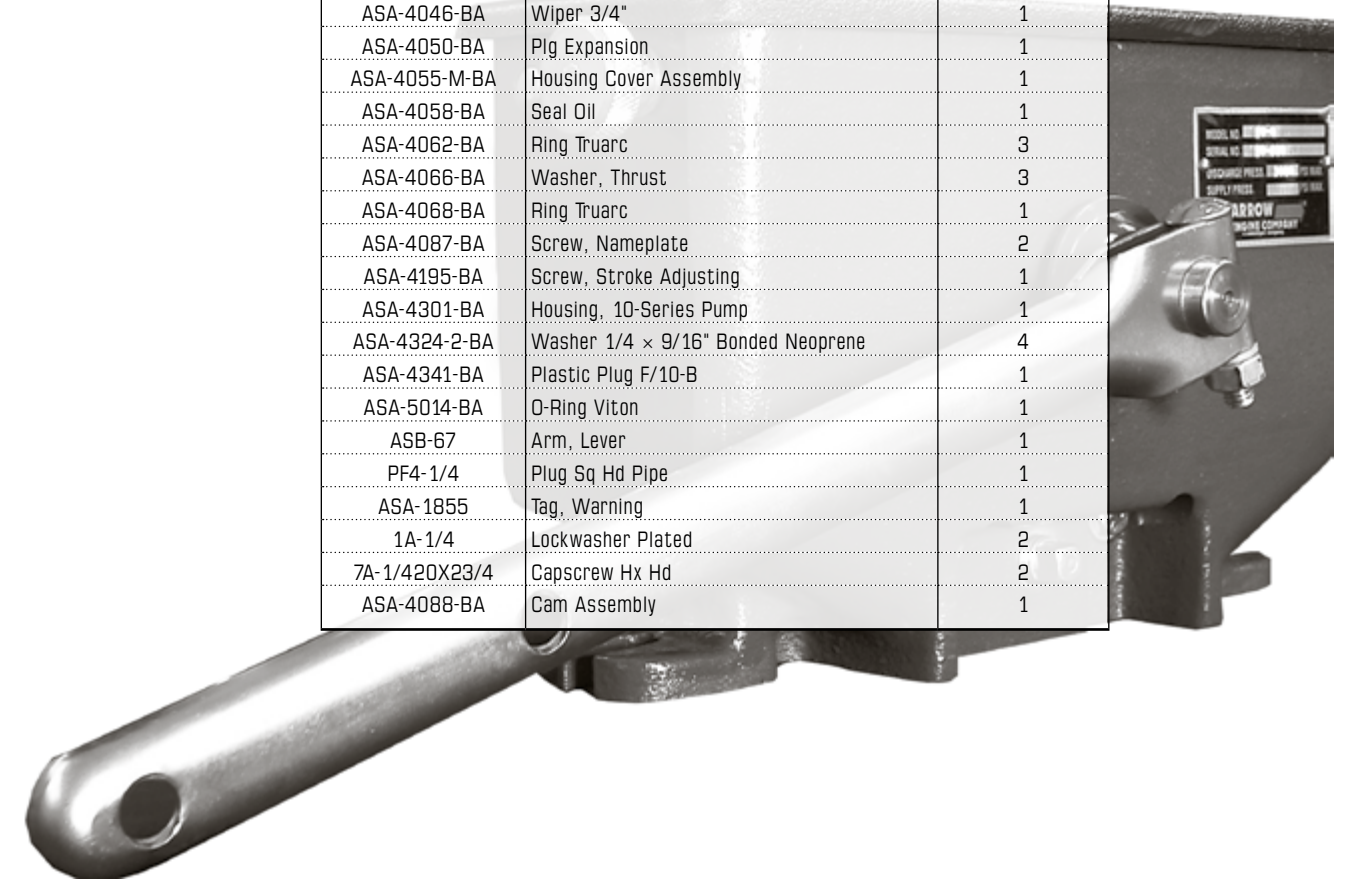 ASA-4046-BA Wiper 3/4" 1
ASA-4050-BA Plg Expansion 1
ASA-4055-M-BA Housing Cover Assembly 1
ASA-4058-BA Seal Oil 1
ASA-4062-BA Ring Truarc 3
ASA-4066-BA Washer, Thrust 3
ASA-4068-BA Ring Truarc 1
ASA-4087-BA Screw, Nameplate 2
ASA-4195-BA Screw, Stroke Adjusting 1
ASA-4301-BA Housing, 10-Series Pump 1
ASA-4324-2-BA Washer 1/4 × 9/16" Bonded Neoprene 4
ASA-4341-BA Plastic Plug F/10-B 1
ASA-5014-BA O-Ring Viton 1
ASB-67 Arm, Lever 1
PF4-1/4 Plug Sq Hd Pipe 1
ASA-1855 Tag, Warning 1
1A-1/4 Lockwasher Plated 2
7A-1/420X23/4 Capscrew Hx Hd 2
ASA-4088-BA Cam Assembly 1
MODEL NO.
SERIAL NO.
DISCHARGE PRESS. PSI MAX.
SUPPLY PRESS. PSI MAX.
ARROW
ENGINE COMPANY